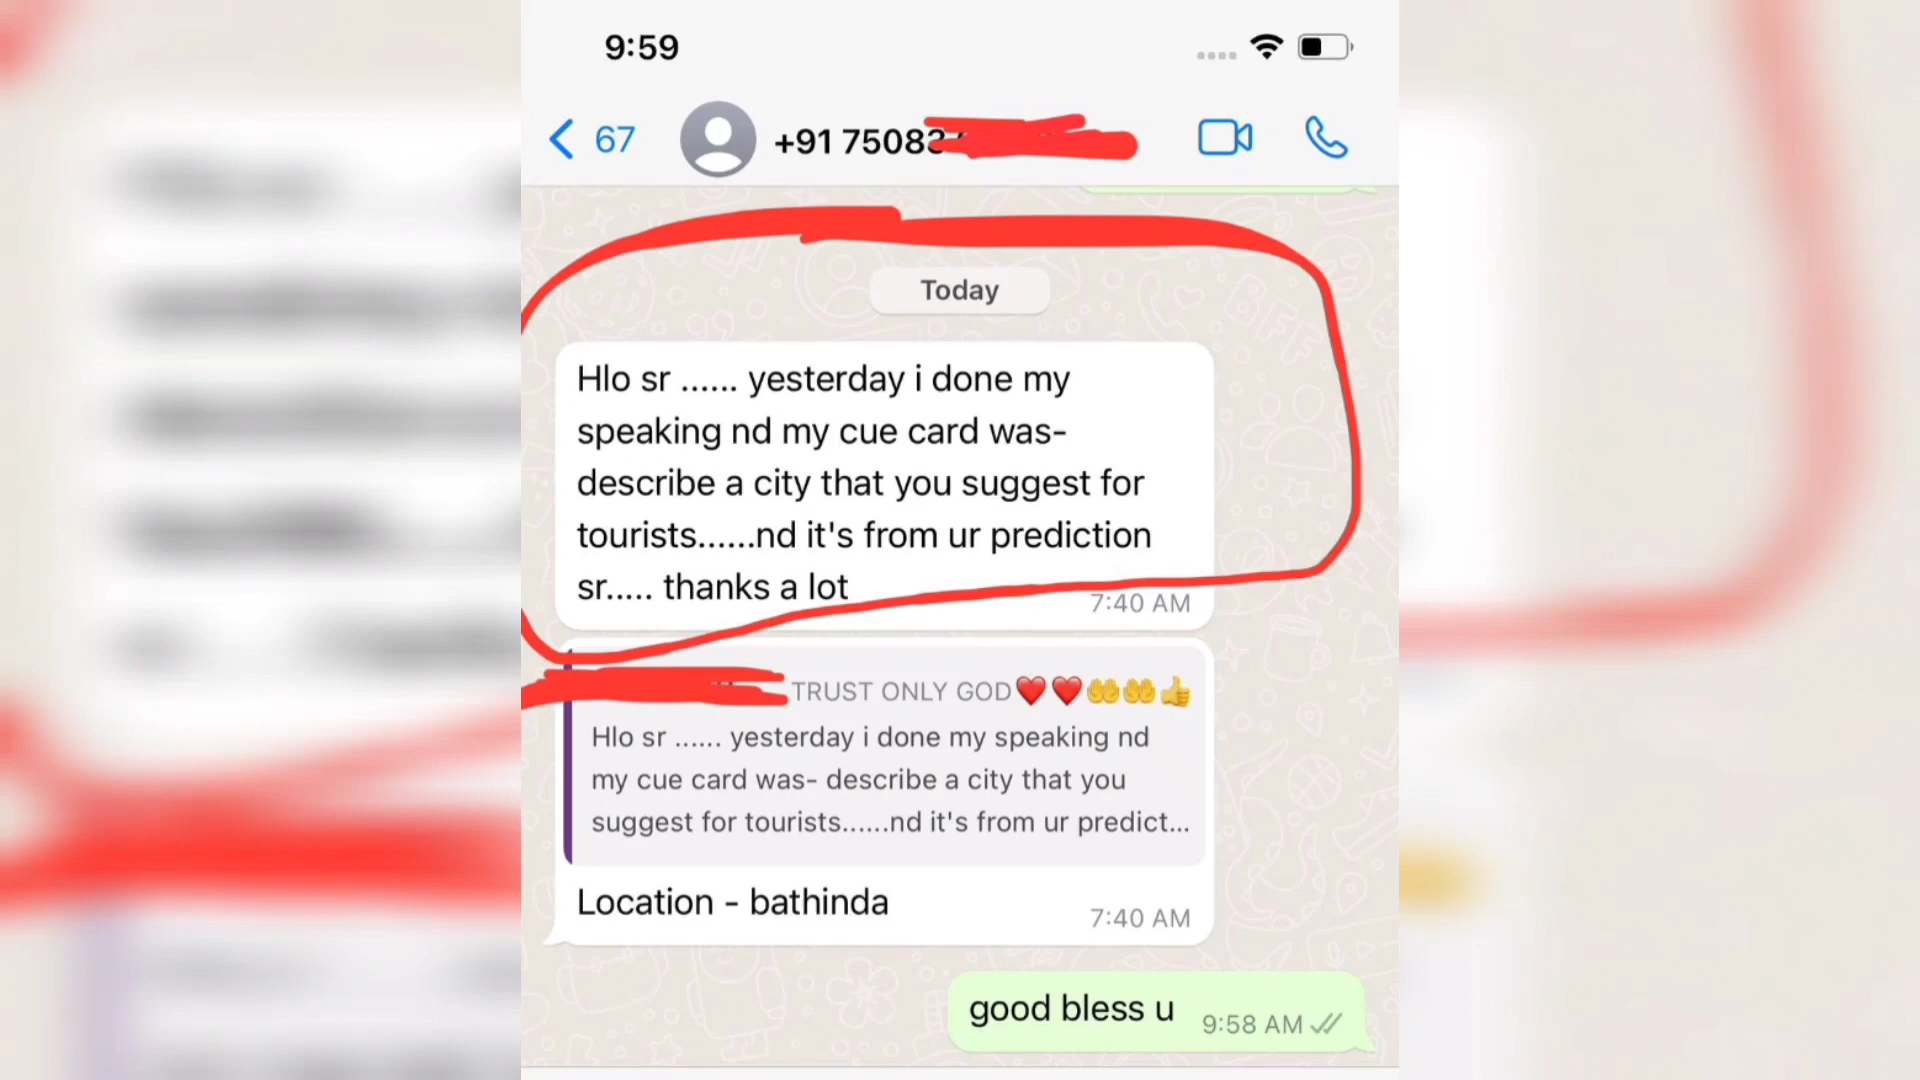 9:59
67
+91 75083
Today
Hlo sr ...... yesterday i done my
speaking nd my cue card was-
describe a city that you suggest for
tourists......nd it's from ur prediction
sr..... thanks a lot
7:40 AM
TRUST ONLY GOD❤️❤️🤲🤲👍
Hlo sr ...... yesterday i done my speaking nd
my cue card was- describe a city that you
suggest for tourists......nd it's from ur predict...
Location - bathinda
7:40 AM
good bless u
9:58 AM